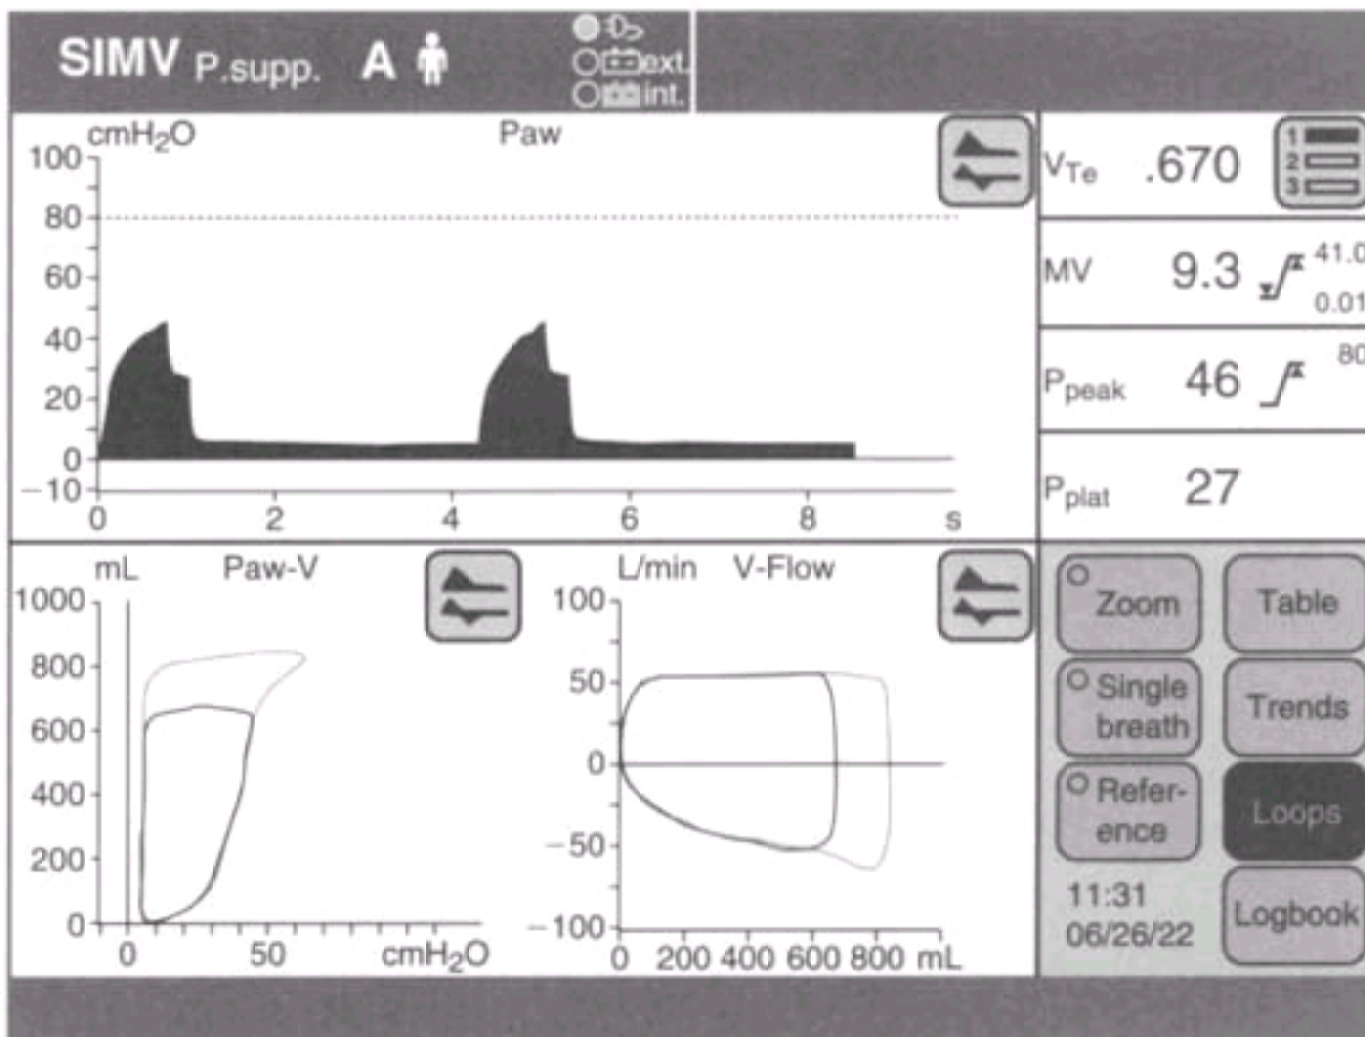 SIMV P.supp. A
ext.
int.
cmH₂O Paw
100
80
60
40
20
0
−10
0 2 4 6 8 s
VTe .670
1
2
3
MV 9.3 41.0
0.01
Ppeak 46 80
Pplat 27
mL Paw-V
1000
800
600
400
200
0
0 50 cmH₂O
L/min V-Flow
100
50
0
−50
−100
0 200 400 600 800 mL
Zoom Table
Single
breath
Trends
Refer-
ence
Loops
11:31
06/26/22
Logbook